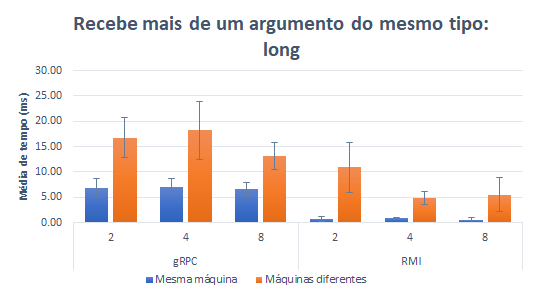 Recebe mais de um argumento do mesmo tipo:
long
Média de tempo (ms)
30.00
25.00
20.00
15.00
10.00
5.00
0.00
2 4 8 2 4 8
gRPC RMI
Mesma máquina Máquinas diferentes